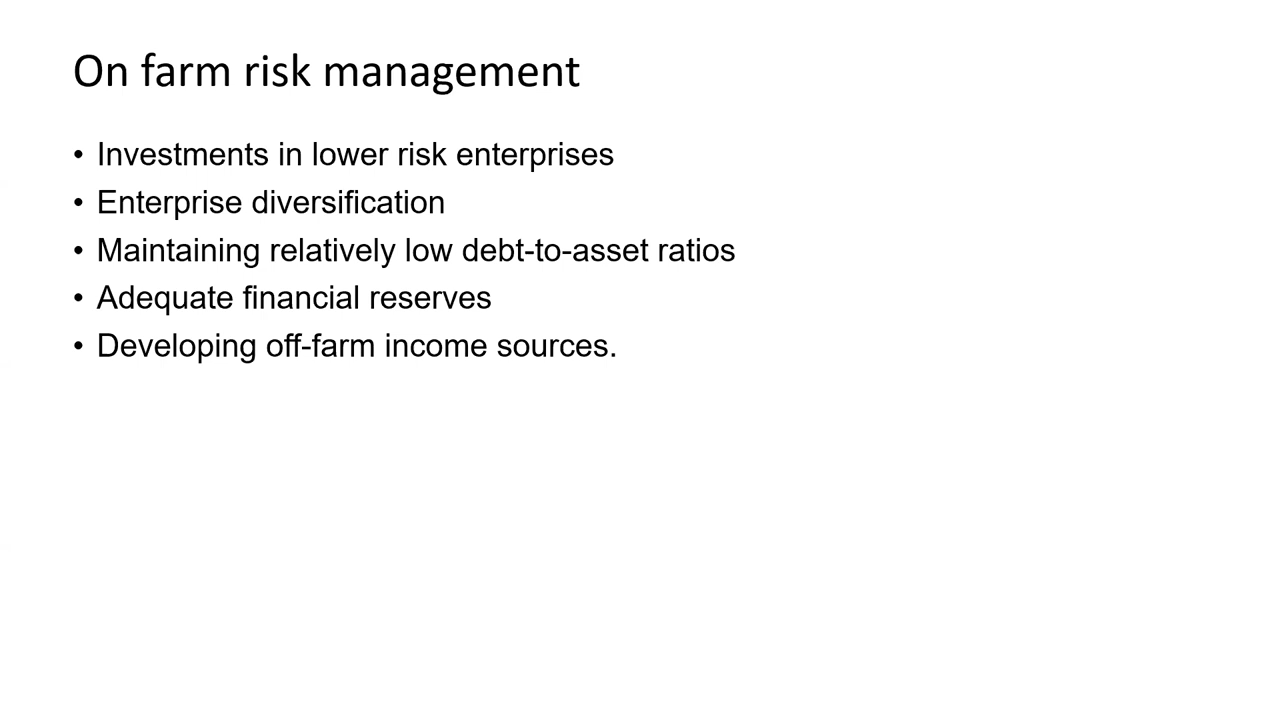 On farm risk management
• Investments in lower risk enterprises
• Enterprise diversification
• Maintaining relatively low debt-to-asset ratios
• Adequate financial reserves
• Developing off-farm income sources.